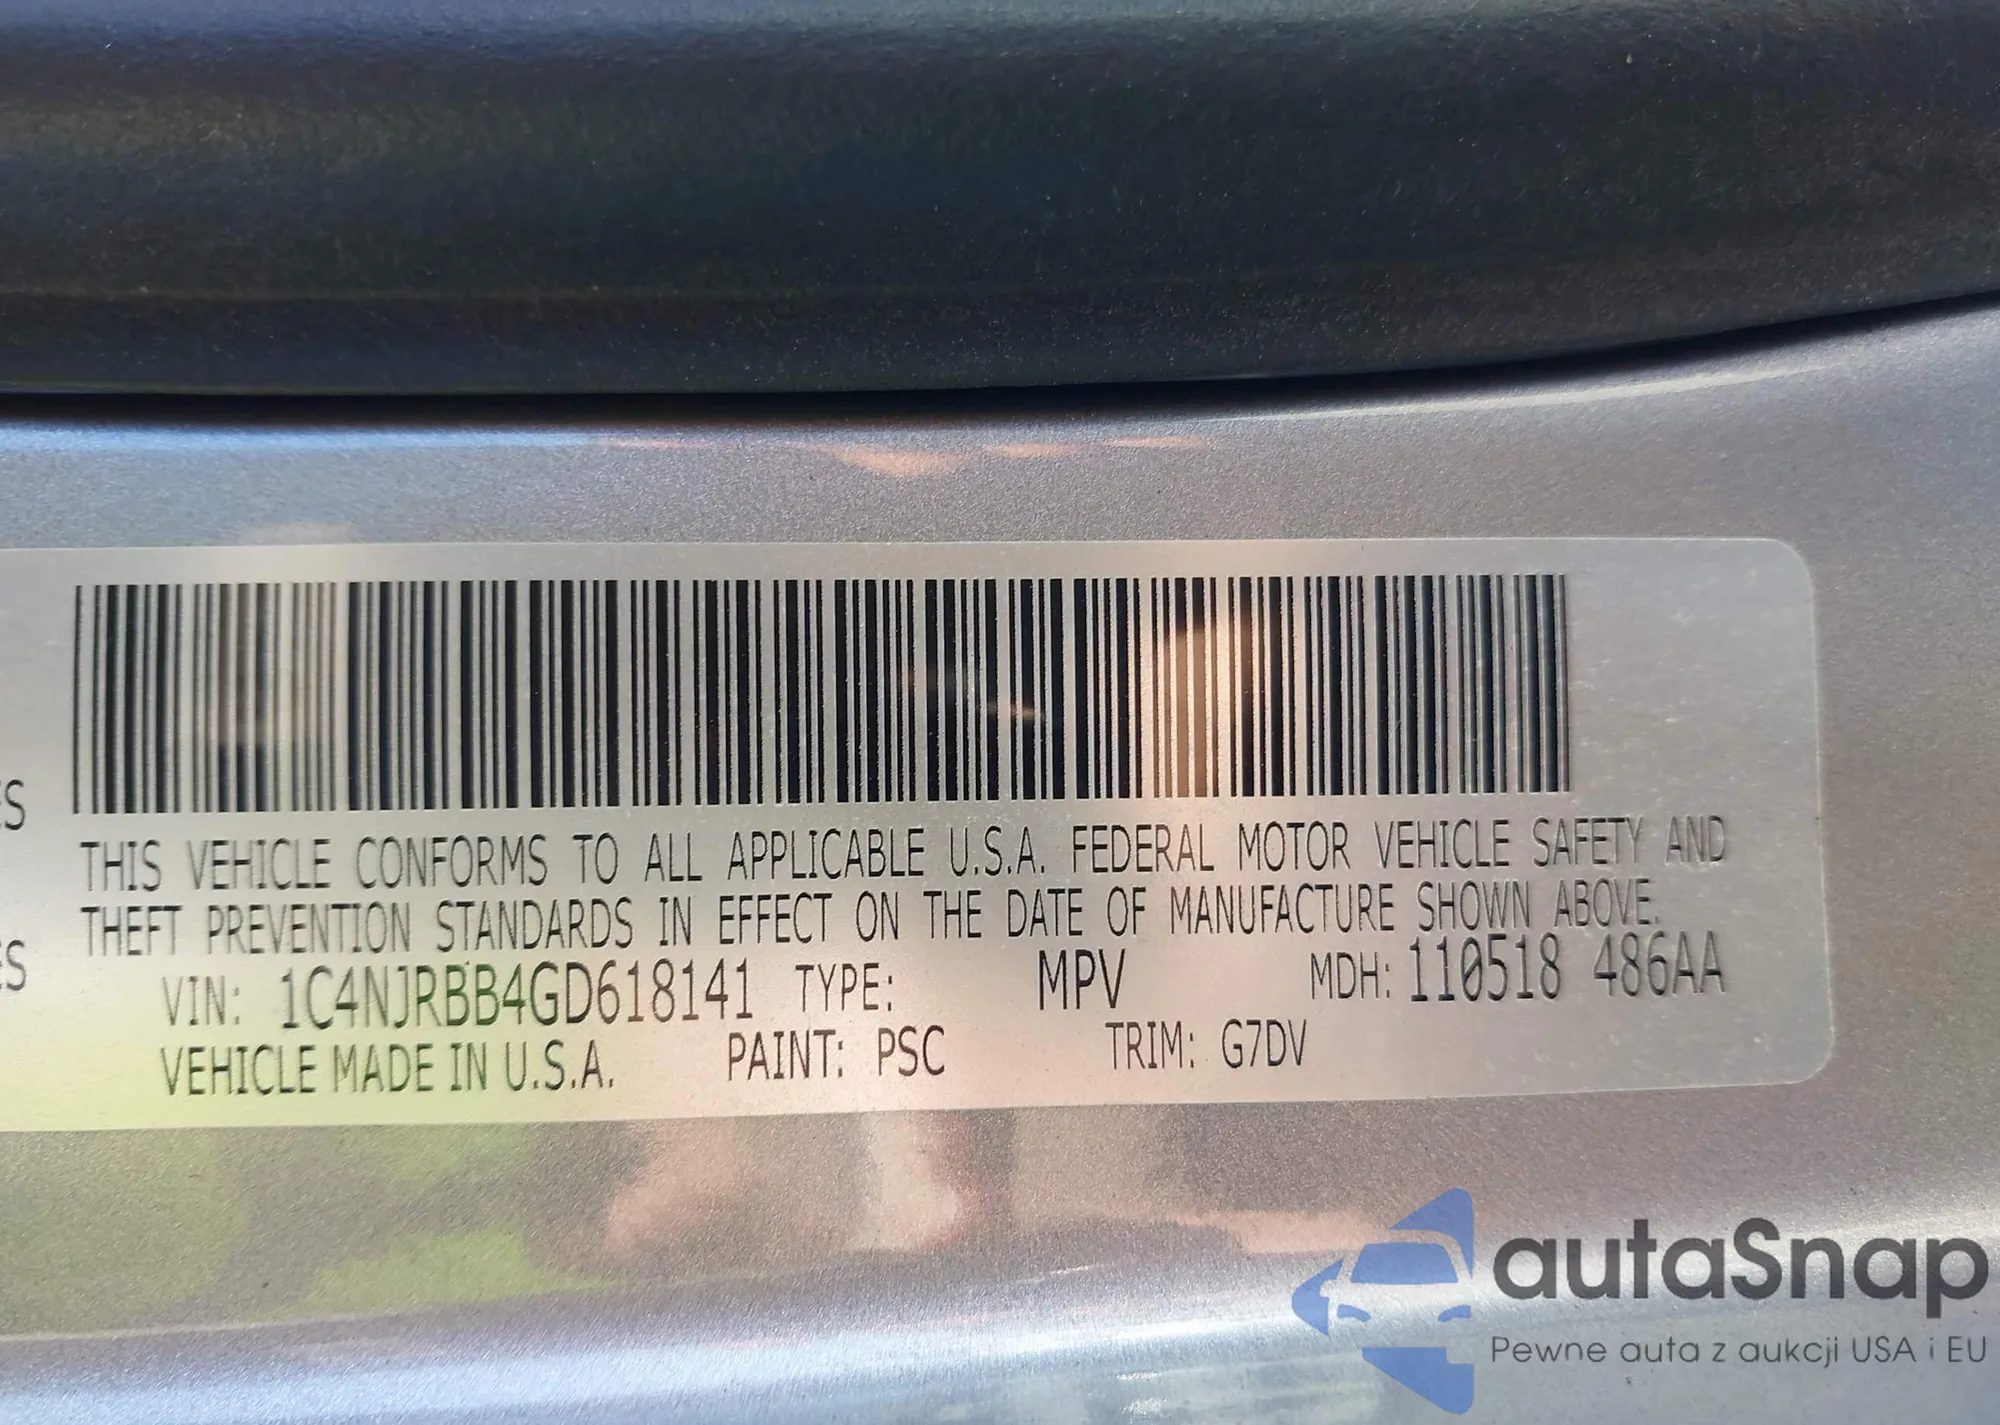 ES
THIS VEHICLE CONFORMS TO ALL APPLICABLE U.S.A. FEDERAL MOTOR VEHICLE SAFETY AND
THEFT PREVENTION STANDARDS IN EFFECT ON THE DATE OF MANUFACTURE SHOWN ABOVE.
ES
VIN: 1C4NJRBB4GD618141 TYPE: MPV MDH: 110518 486AA
VEHICLE MADE IN U.S.A. PAINT: PSC TRIM: G7DV
autaSnap
Pewne auta z aukcji USA i EU